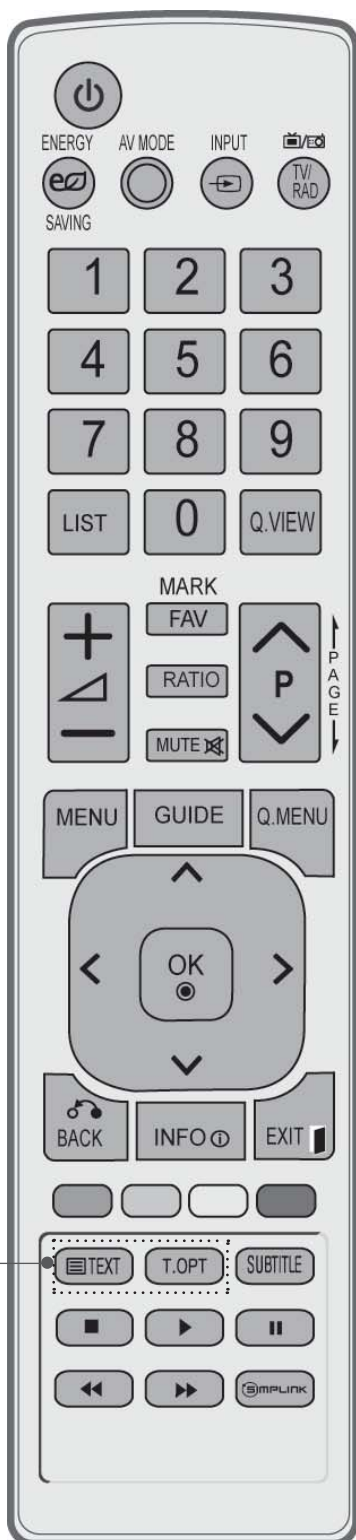 ENERGY AV MODE INPUT
TV/
RAD
SAVING
1 2 3
4 5 6
7 8 9
LIST 0 Q.VIEW
MARK
FAV
RATIO
P
PAGE
MUTE
MENU GUIDE Q.MENU
OK
BACK INFO EXIT
TEXT T.OPT SUBTITLE
SIMPLINK